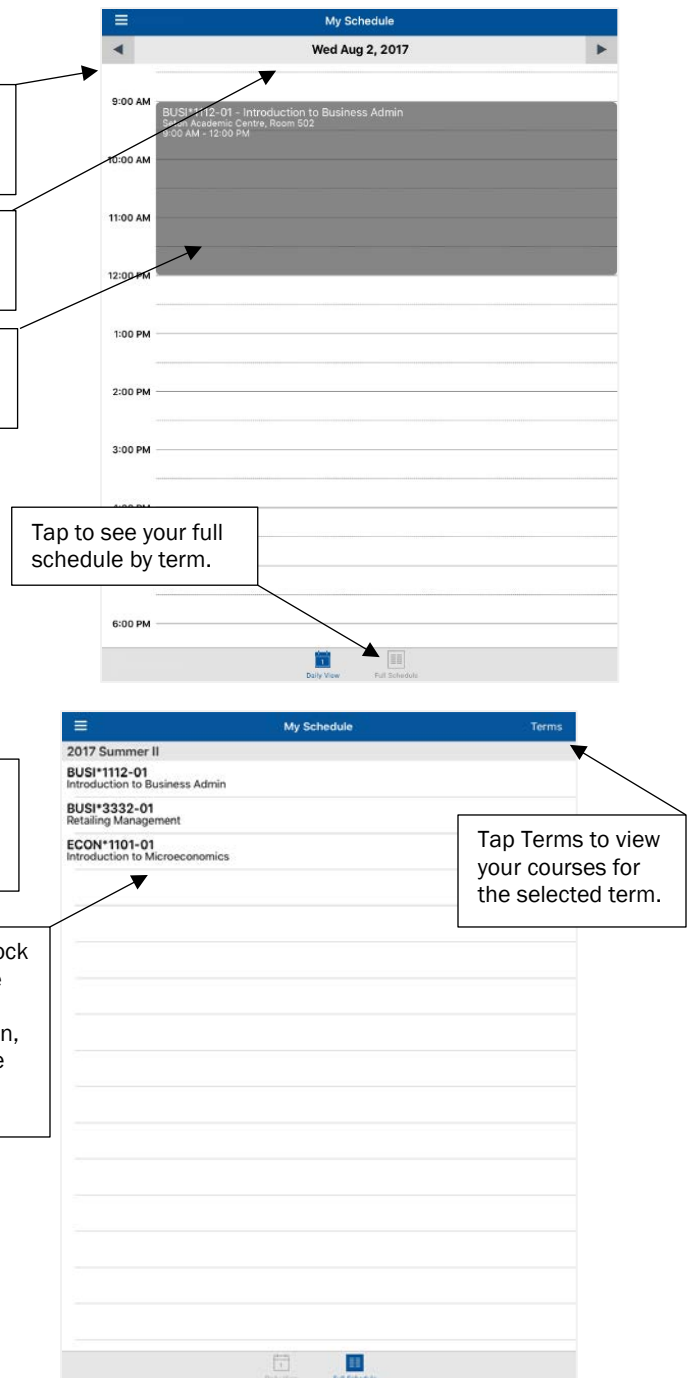 My Schedule
Wed Aug 2, 2017
9:00 AM
BUSI*1112-01 - Introduction to Business Admin
Seton Academic Centre, Room 502
9:00 AM - 12:00 PM
10:00 AM
11:00 AM
12:00 PM
1:00 PM
2:00 PM
3:00 PM
Tap to see your full
schedule by term.
6:00 PM
Daily View
Full Schedule
My Schedule
Terms
2017 Summer II
BUSI*1112-01
Introduction to Business Admin
BUSI*3332-01
Retailing Management
ECON*1101-01
Introduction to Microeconomics
Tap Terms to view
your courses for
the selected term.